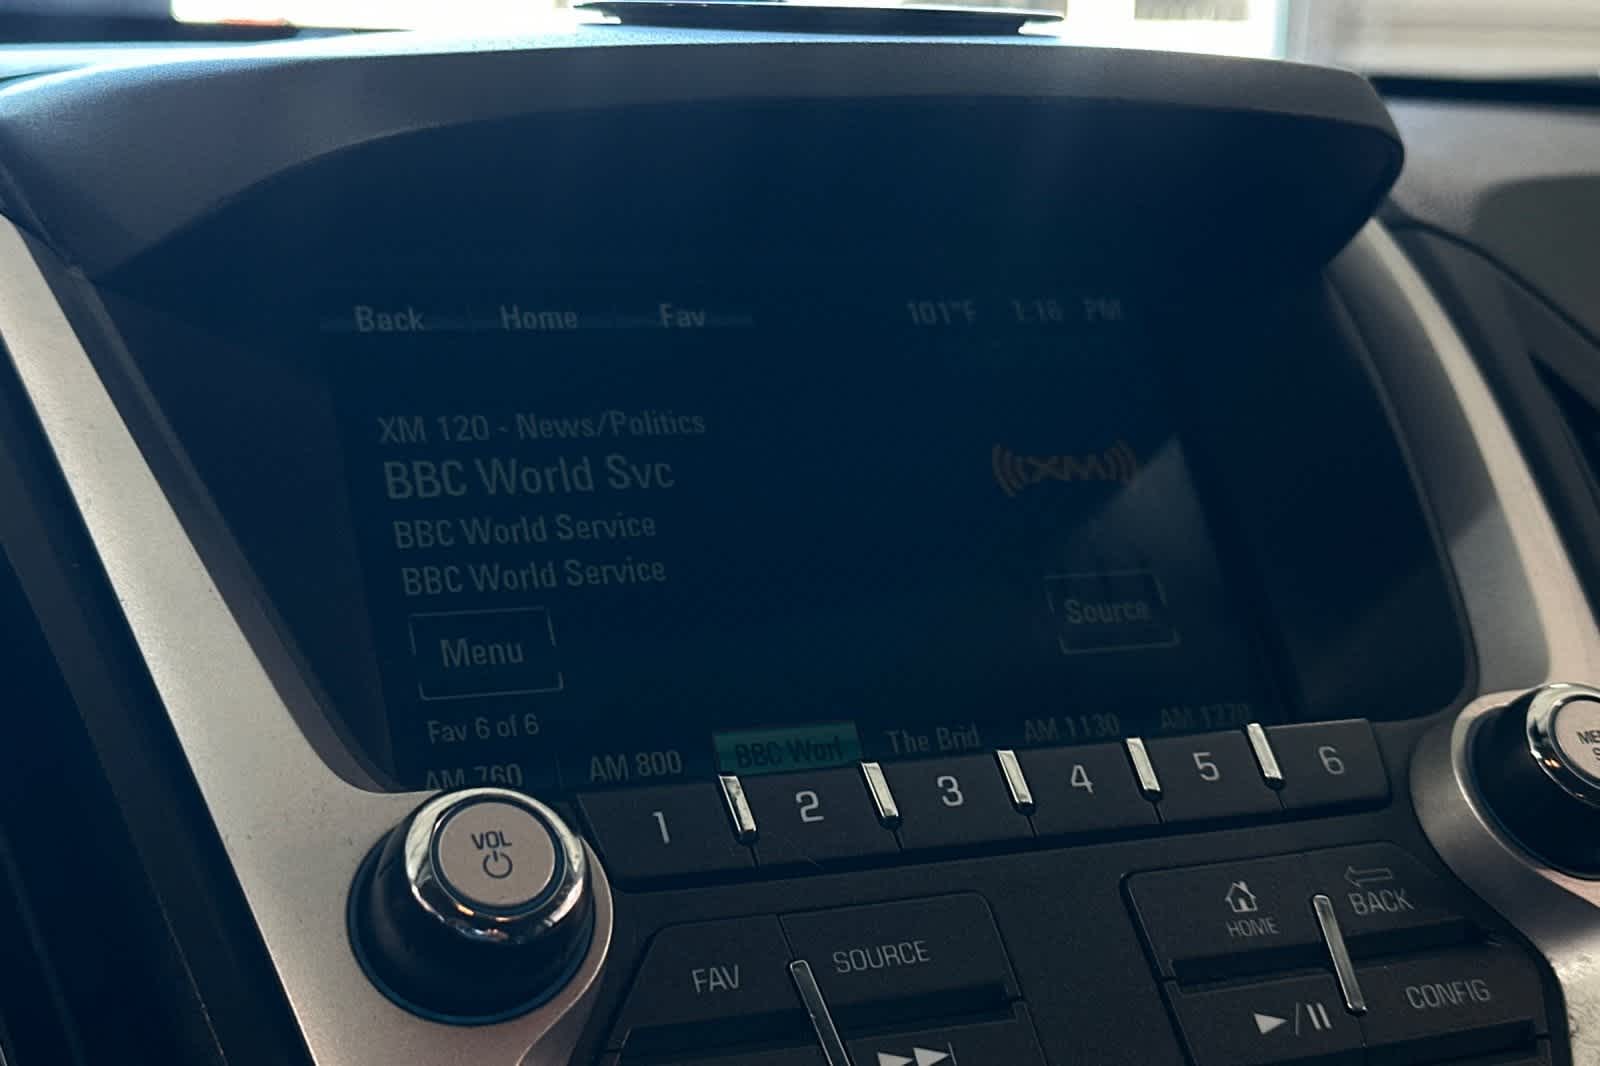 Back Home Fav 101°F 1:16 PM
XM 120 - News/Politics
BBC World Svc
((XM))
BBC World Service
BBC World Service
Menu
Source
Fav 6 of 6
AM 760 AM 800 BBC Worl The Brid AM 1130 AM 1270
1 2 3 4 5 6
VOL
HOME
BACK
FAV
SOURCE
CONFIG